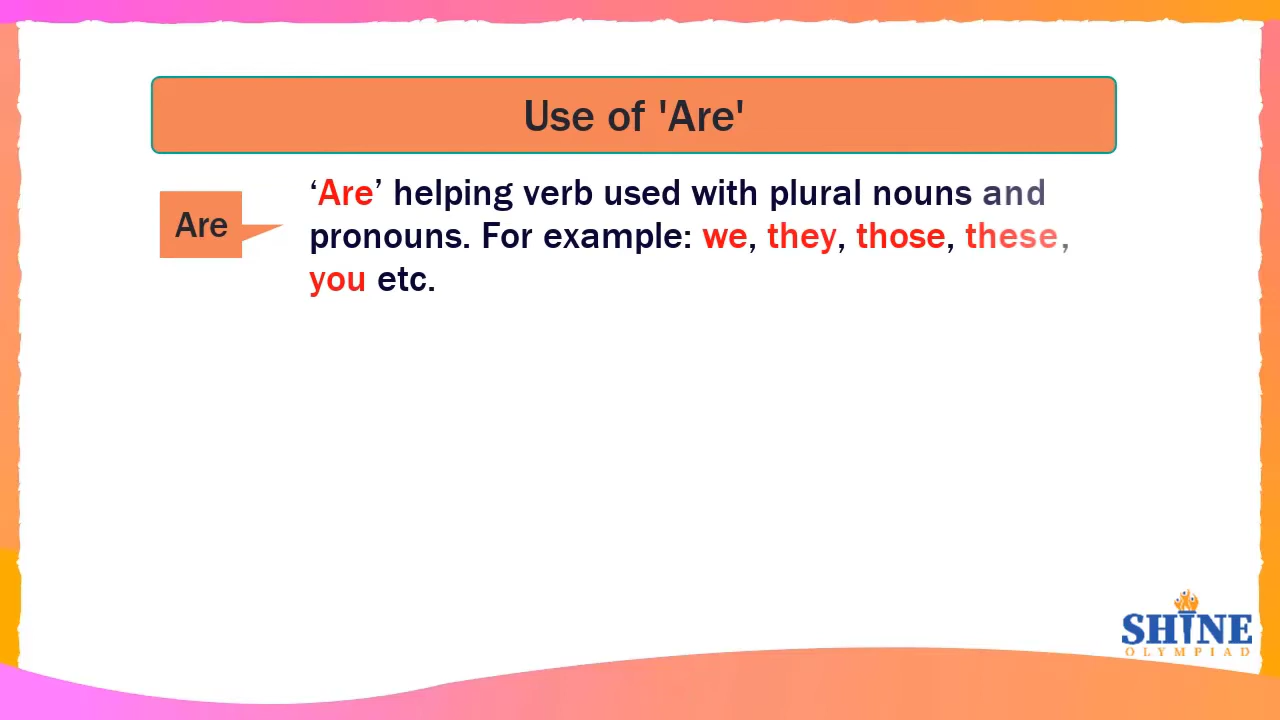 Use of 'Are'
Are
‘Are’ helping verb used with plural nouns and
pronouns. For example: we, they, those, these,
you etc.
SHINE
OLYMPIAD